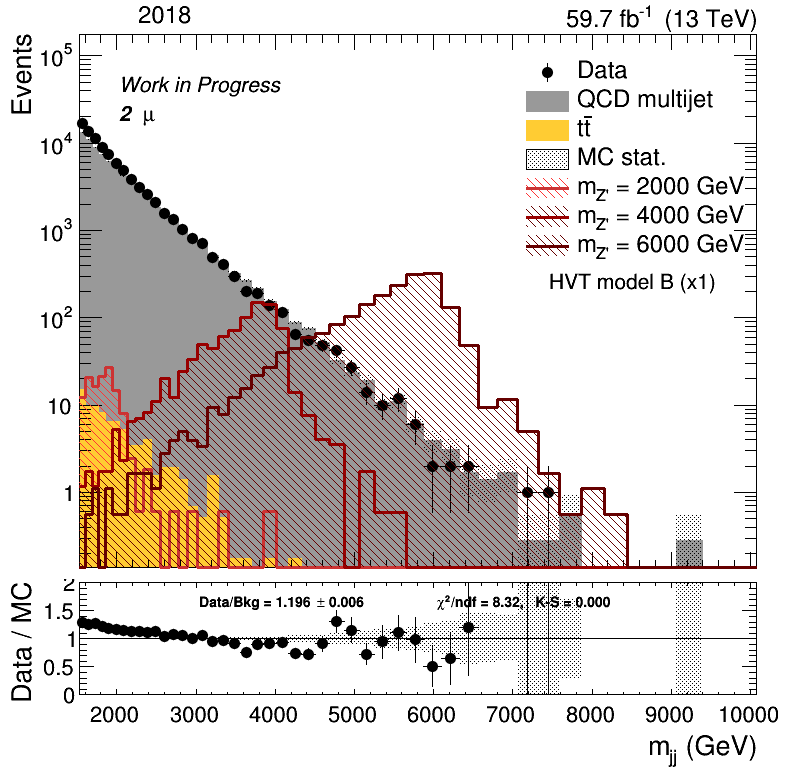 2018
59.7 fb⁻¹ (13 TeV)
Events
10⁵
10⁴
10³
10²
10
1
Work in Progress
2 μ
Data
QCD multijet
tt̄
MC stat.
m_Z' = 2000 GeV
m_Z' = 4000 GeV
m_Z' = 6000 GeV
HVT model B (x1)
Data / MC
2
1.5
1
0.5
0
Data/Bkg = 1.196 ± 0.006
χ²/ndf = 8.32, K-S = 0.000
2000 3000 4000 5000 6000 7000 8000 9000 10000
m_jj (GeV)